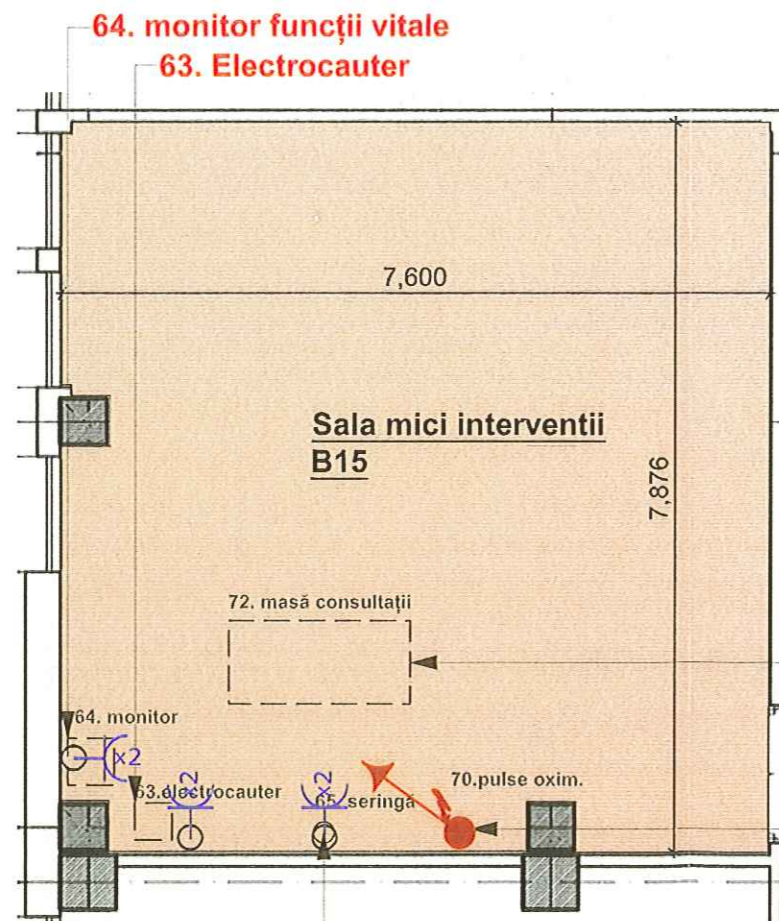 64. monitor funcții vitale
63. Electrocauter
7,600
Sala mici interventii
B15
7,876
72. masă consultații
64. monitor
x2
63.electrocauter
x2
x2
65. seringă
70.pulse oxim.